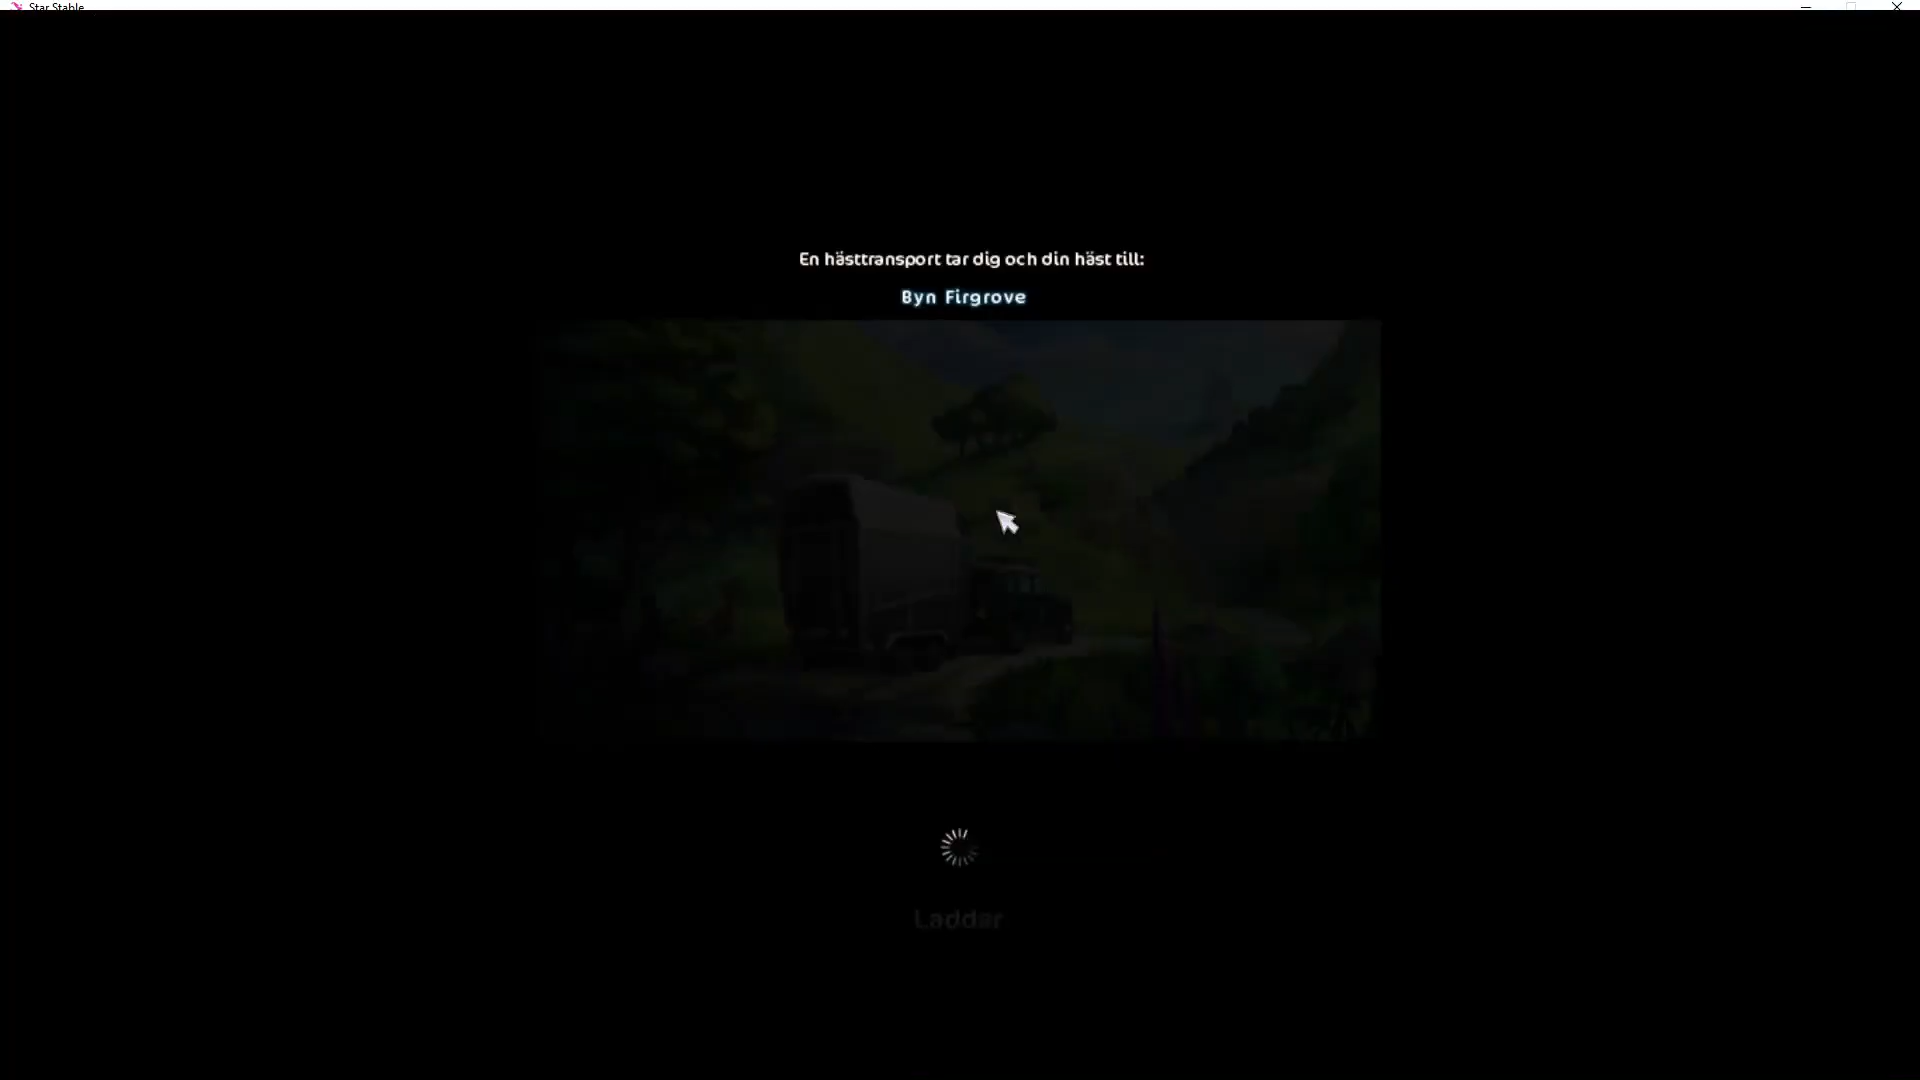 Star Stable
En hästtransport tar dig och din häst till:
Byn Firgrove
Laddar